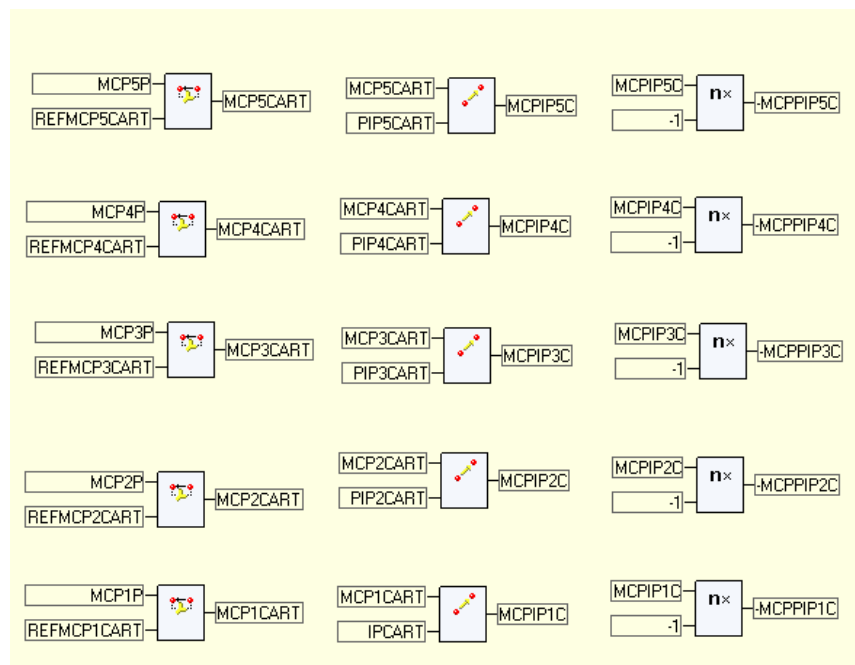 MCP5P
REFMCP5CART
MCP5CART
MCP5CART
PIP5CART
MCPIP5C
MCPIP5C
-1
n×
-MCPPIP5C
MCP4P
REFMCP4CART
MCP4CART
MCP4CART
PIP4CART
MCPIP4C
MCPIP4C
-1
n×
-MCPPIP4C
MCP3P
REFMCP3CART
MCP3CART
MCP3CART
PIP3CART
MCPIP3C
MCPIP3C
-1
n×
-MCPPIP3C
MCP2P
REFMCP2CART
MCP2CART
MCP2CART
PIP2CART
MCPIP2C
MCPIP2C
-1
n×
-MCPPIP2C
MCP1P
REFMCP1CART
MCP1CART
MCP1CART
IPCART
MCPIP1C
MCPIP1C
-1
n×
-MCPPIP1C